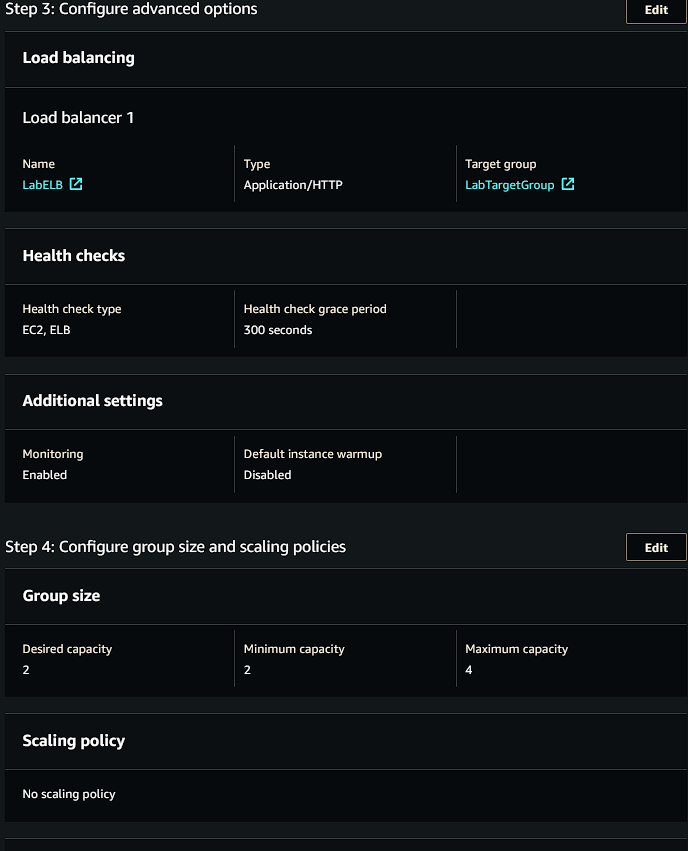 Step 3: Configure advanced options
Edit
Load balancing
Load balancer 1
Name
Type
Target group
LabELB
Application/HTTP
LabTargetGroup
Health checks
Health check type
Health check grace period
EC2, ELB
300 seconds
Additional settings
Monitoring
Default instance warmup
Enabled
Disabled
Step 4: Configure group size and scaling policies
Edit
Group size
Desired capacity
Minimum capacity
Maximum capacity
2
2
4
Scaling policy
No scaling policy